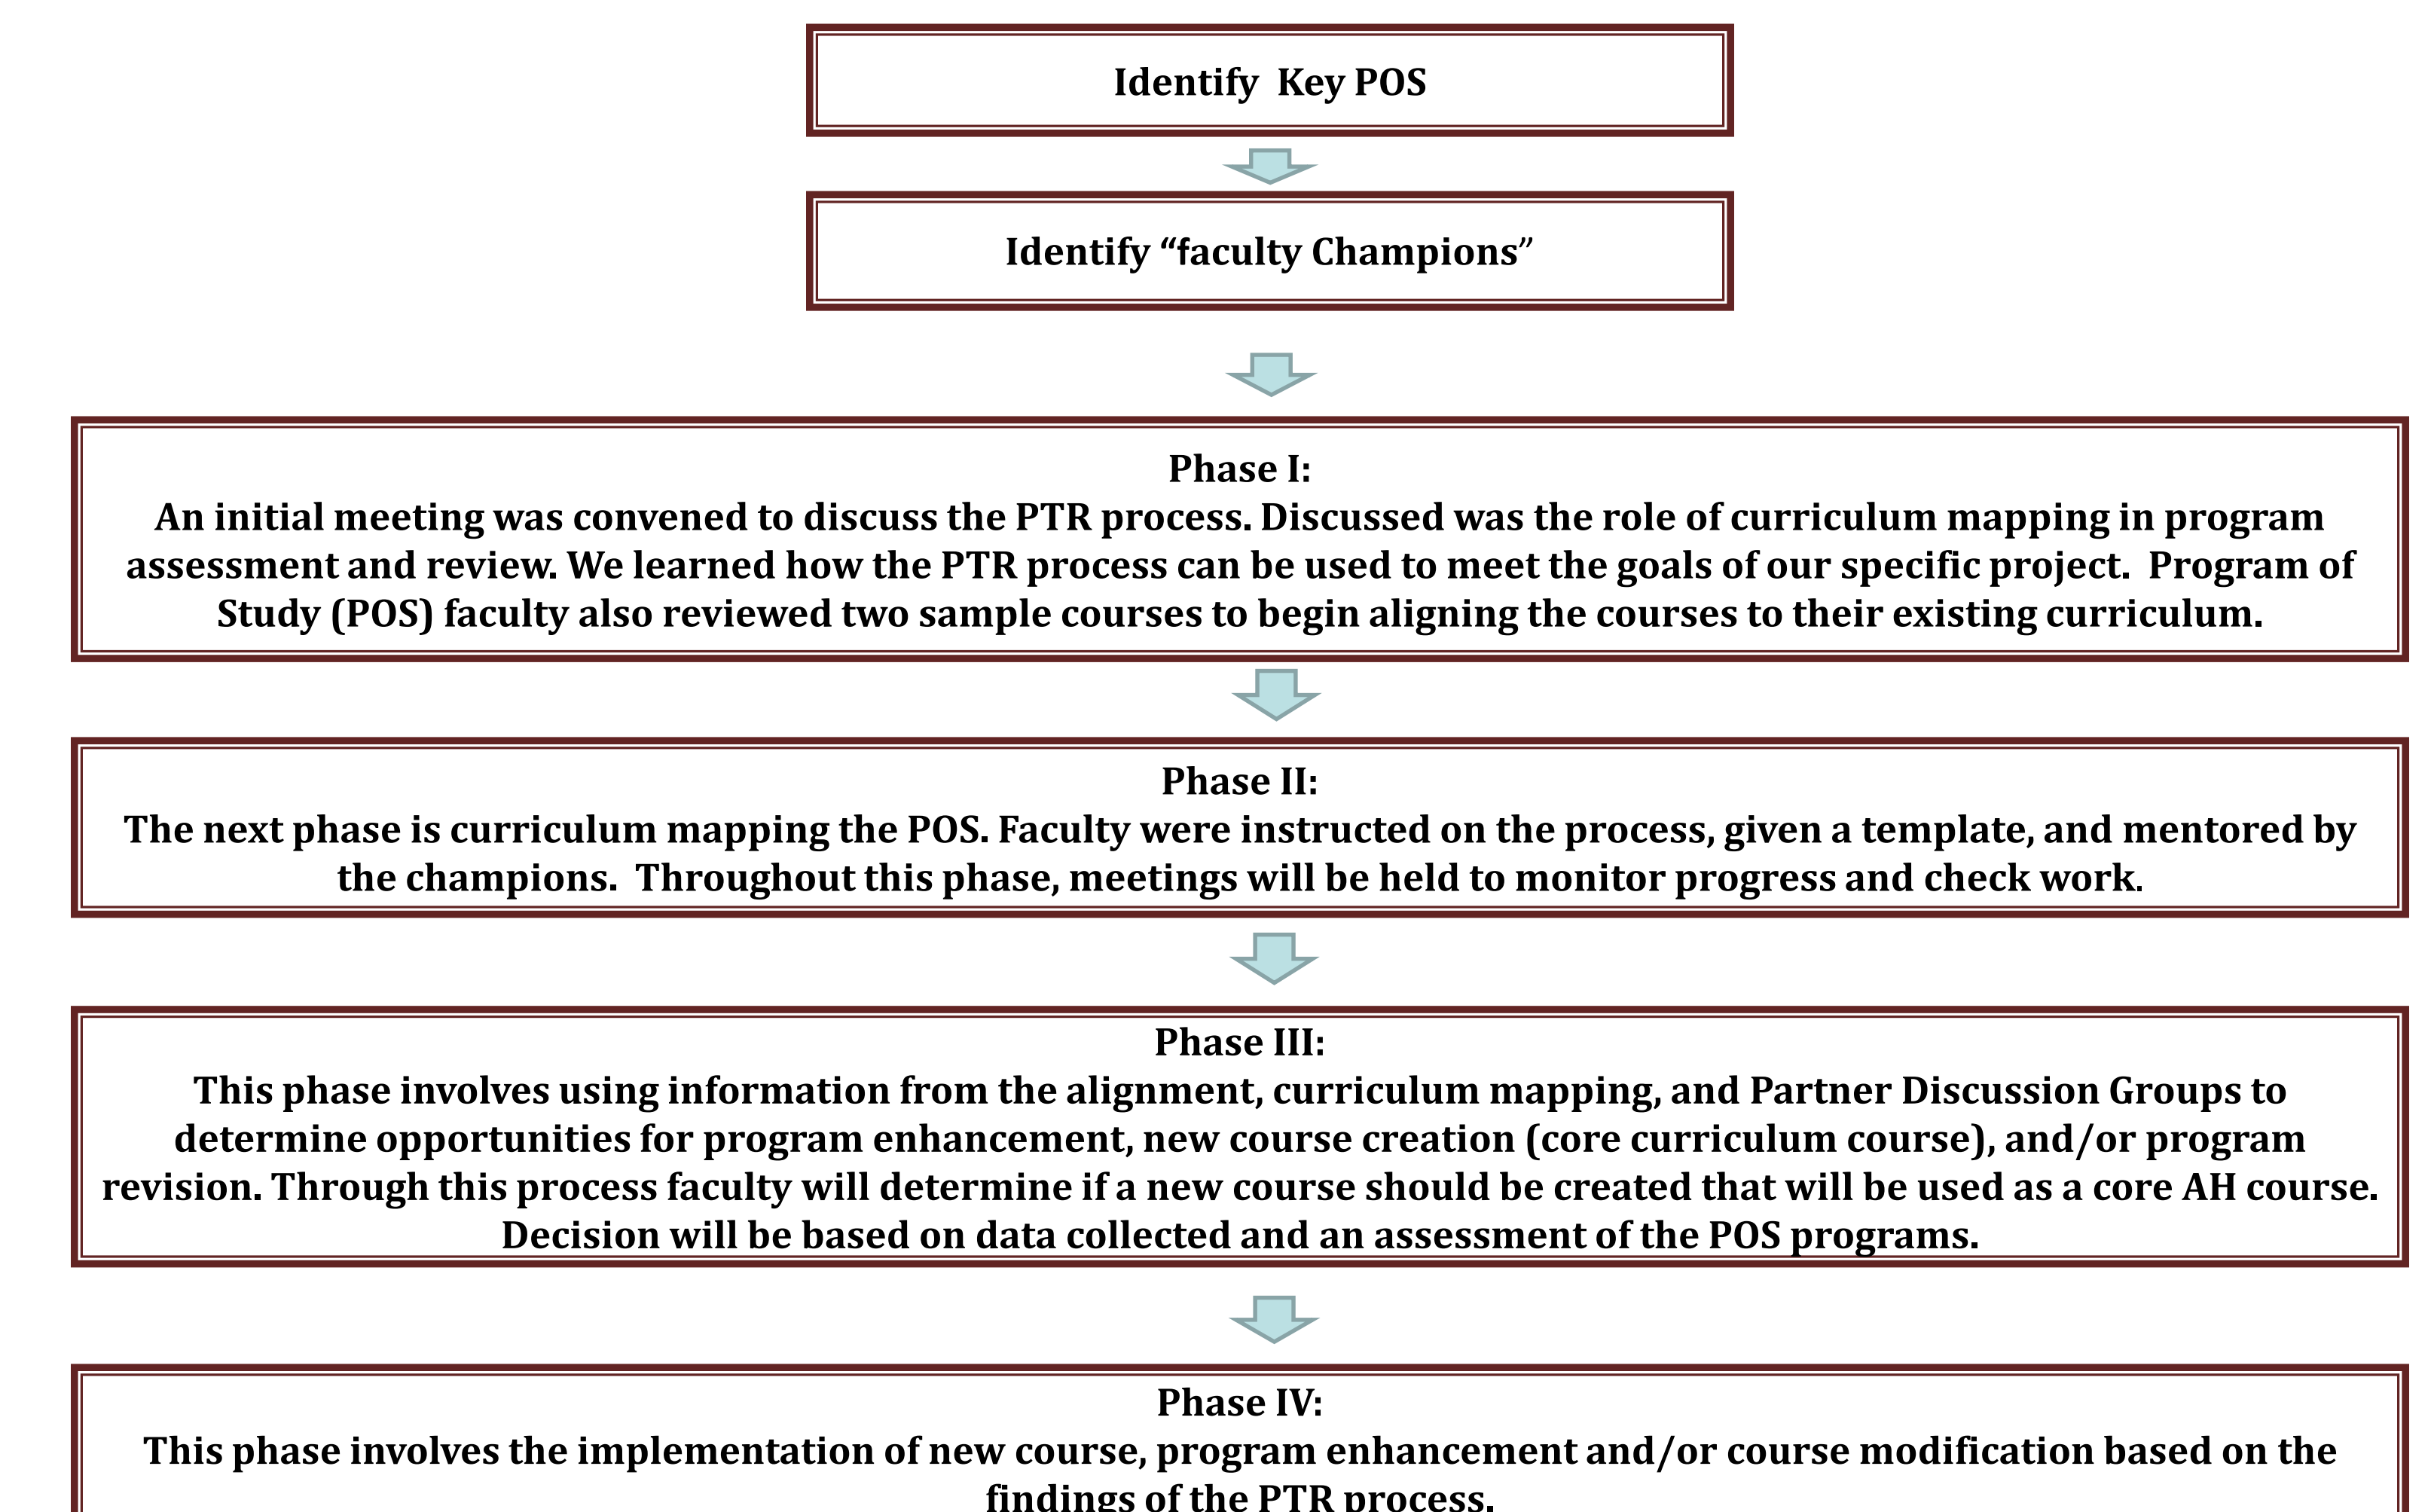 Identify  Key POS
Identify “faculty Champions”
Phase I:
An initial meeting was convened to discuss the PTR process. Discussed was the role of curriculum mapping in program
assessment and review. We learned how the PTR process can be used to meet the goals of our specific project.  Program of
Study (POS) faculty also reviewed two sample courses to begin aligning the courses to their existing curriculum.
Phase II:
The next phase is curriculum mapping the POS. Faculty were instructed on the process, given a template, and mentored by
the champions.  Throughout this phase, meetings will be held to monitor progress and check work.
Phase III:
This phase involves using information from the alignment, curriculum mapping, and Partner Discussion Groups to
determine opportunities for program enhancement, new course creation (core curriculum course), and/or program
revision. Through this process faculty will determine if a new course should be created that will be used as a core AH course.
Decision will be based on data collected and an assessment of the POS programs.
Phase IV:
This phase involves the implementation of new course, program enhancement and/or course modification based on the
findings of the PTR process.